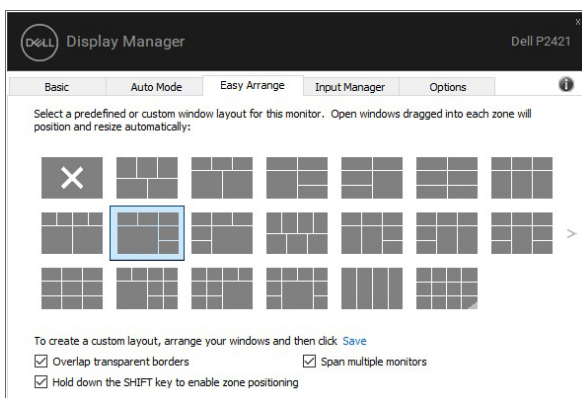 DELL Display Manager
Dell P2421
Basic
Auto Mode
Easy Arrange
Input Manager
Options
Select a predefined or custom window layout for this monitor. Open windows dragged into each zone will
position and resize automatically:
To create a custom layout, arrange your windows and then click Save
Overlap transparent borders
Span multiple monitors
Hold down the SHIFT key to enable zone positioning